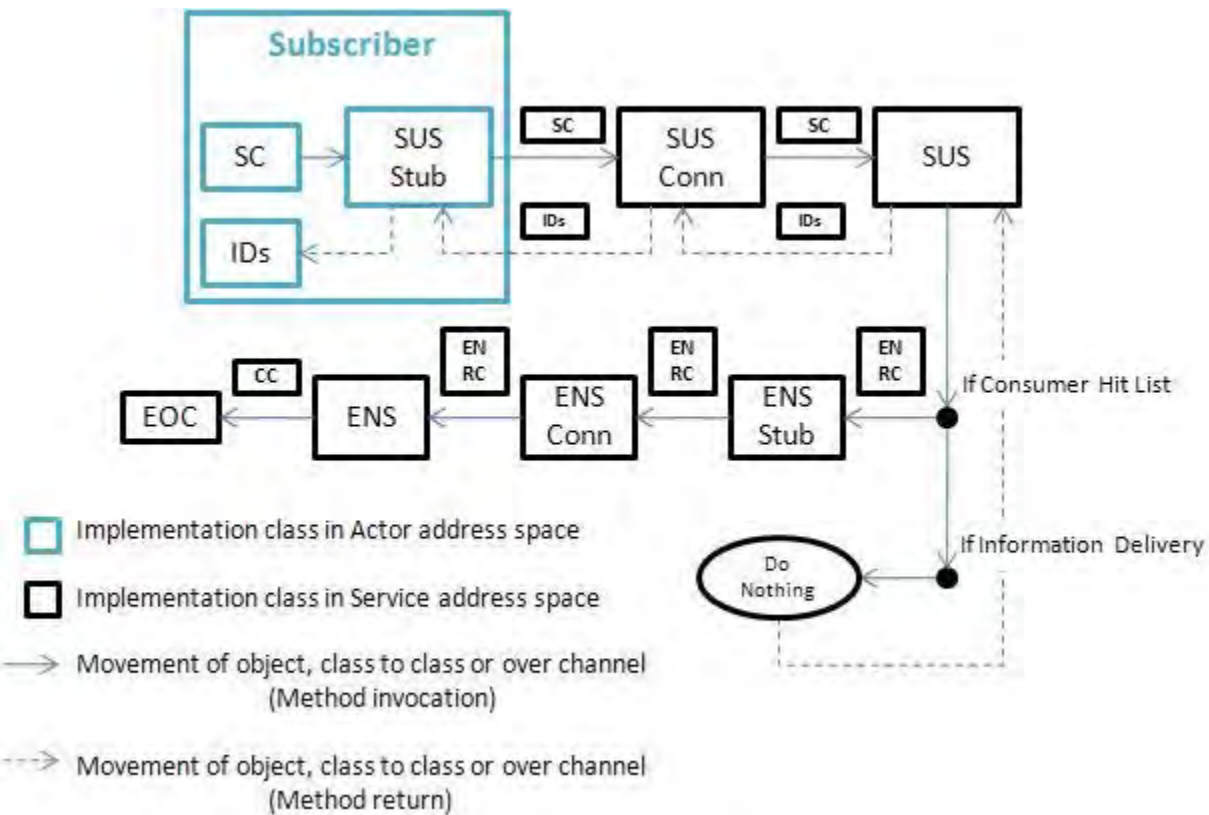 Subscriber
SC
SUS
Stub
SC
SUS
Conn
SC
SUS
IDs
IDs
IDs
CC
EN
RC
EN
RC
EN
RC
If Consumer Hit List
EOC
ENS
ENS
Conn
ENS
Stub
Implementation class in Actor address space
If Information Delivery
Do
Nothing
Implementation class in Service address space
Movement of object, class to class or over channel
(Method invocation)
Movement of object, class to class or over channel
(Method return)